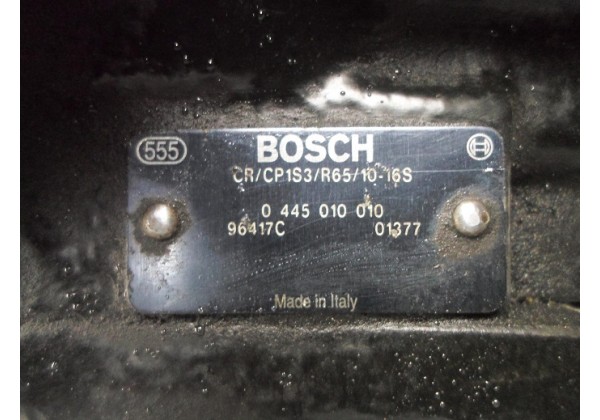 555 BOSCH
CR/CP1S3/R65/10-16S
0 445 010 010
96417C 01377
Made in Italy